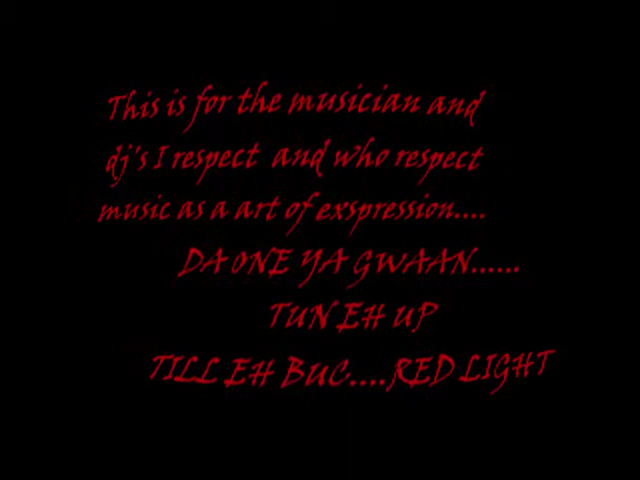 This is for the musician and
dj's I respect and who respect
music as a art of exspression....
DA ONE YA GWAAN......
TUN EH UP
TILL EH BUC....RED LIGHT